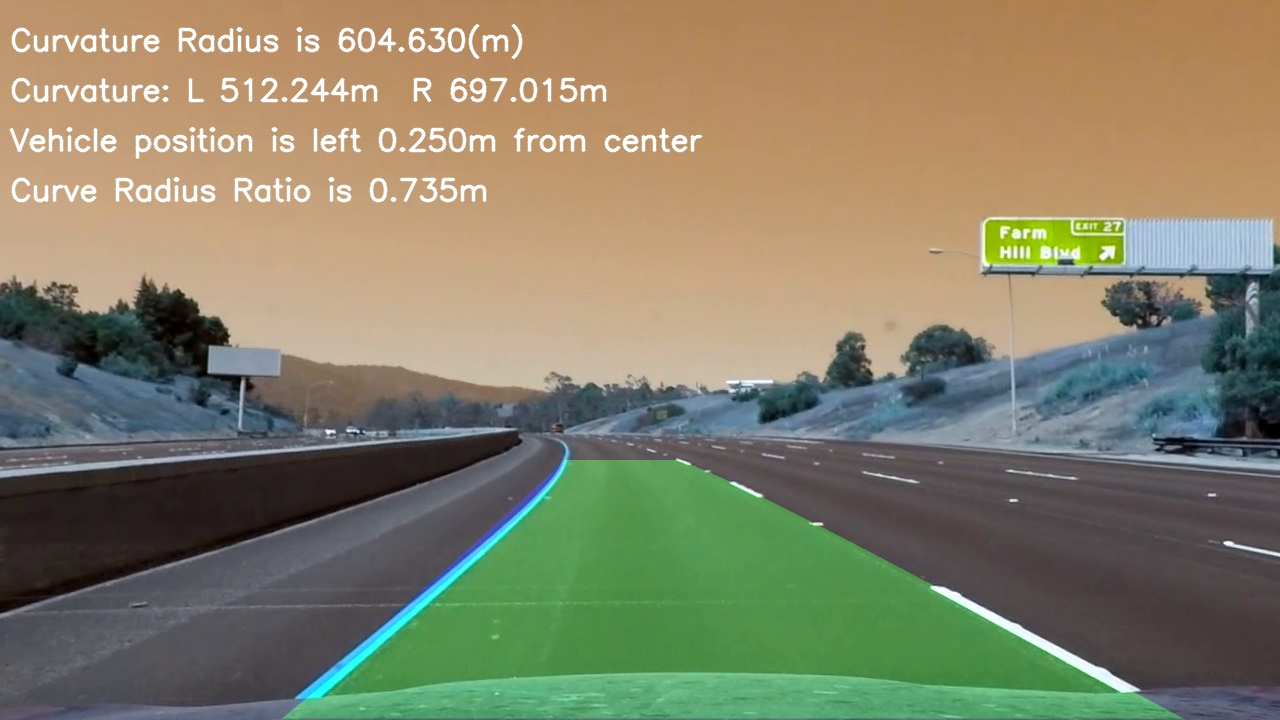 Curvature Radius is 604.630(m)
Curvature: L 512.244m R 697.015m
Vehicle position is left 0.250m from center
Curve Radius Ratio is 0.735m
EXIT 27
Farm
Hill Blvd